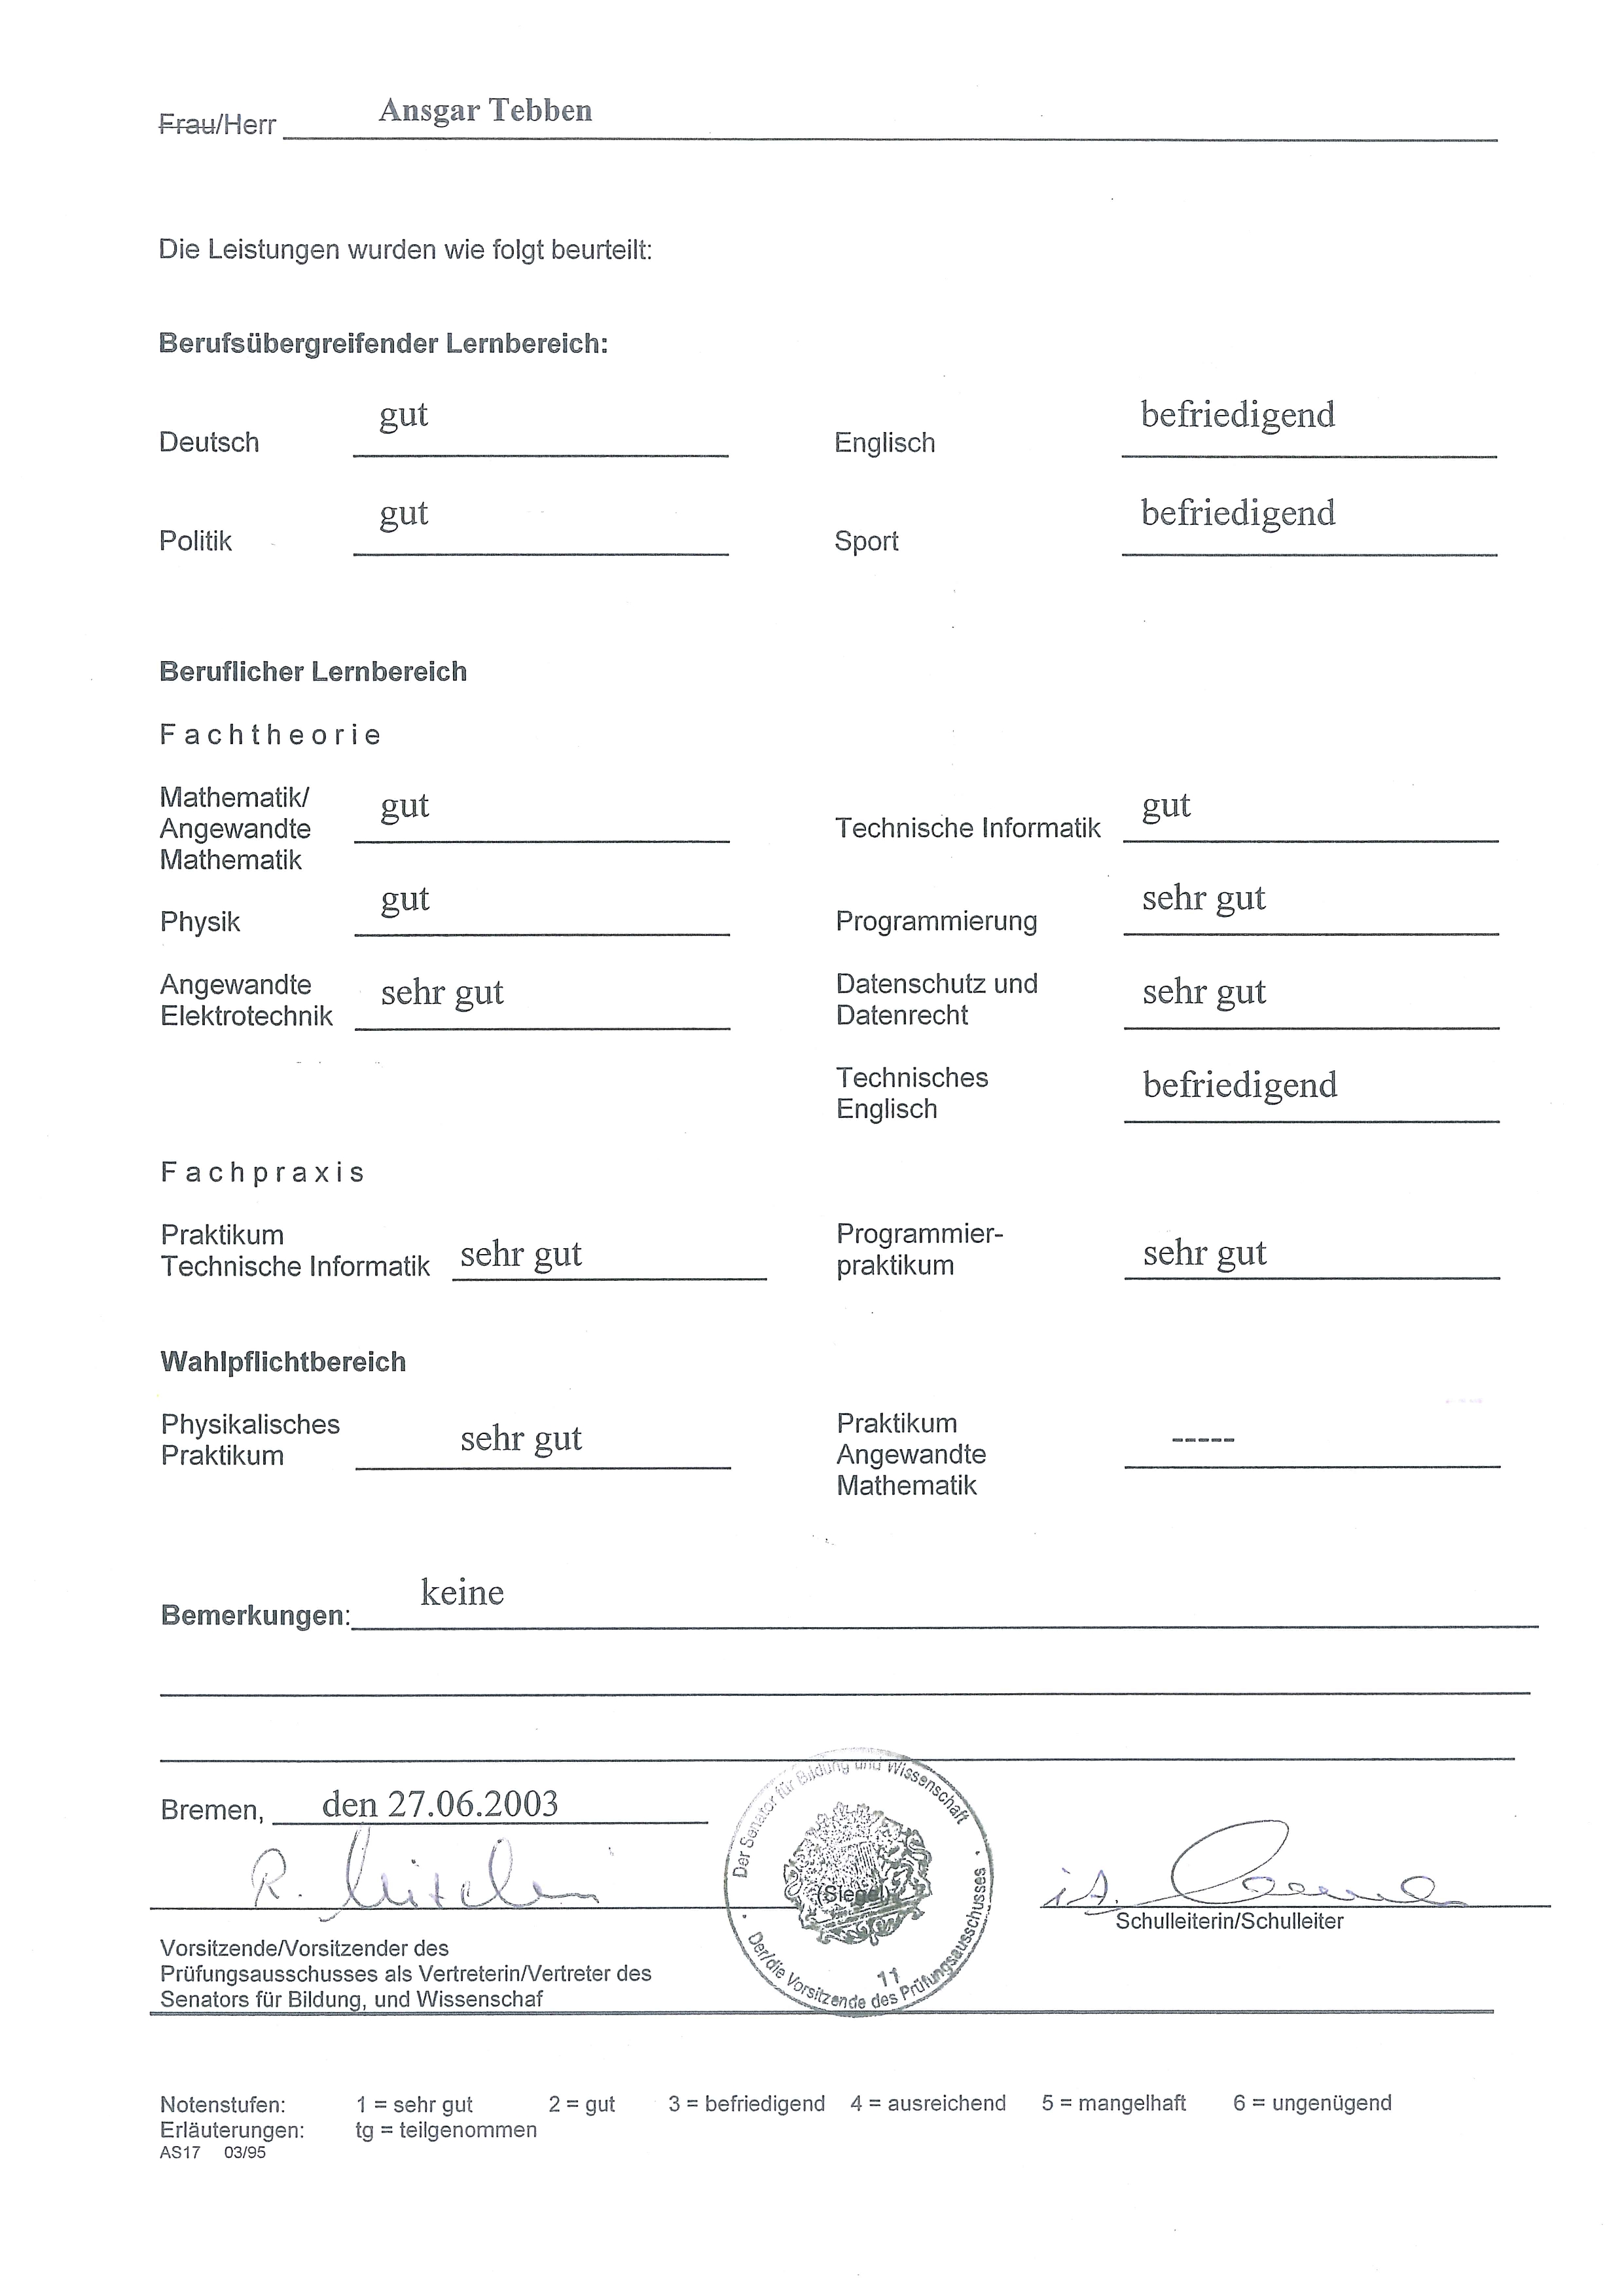 Frau/Herr Ansgar Tebben
Die Leistungen wurden wie folgt beurteilt:
Berufsübergreifender Lernbereich:
Deutsch gut Englisch befriedigend
Politik gut Sport befriedigend
Beruflicher Lernbereich
Fachtheorie
Mathematik/
Angewandte
Mathematik gut Technische Informatik gut
Physik gut Programmierung sehr gut
Angewandte
Elektrotechnik sehr gut Datenschutz und
Datenrecht sehr gut
Technisches
Englisch befriedigend
Fachpraxis
Praktikum
Technische Informatik sehr gut Programmier-
praktikum sehr gut
Wahlpflichtbereich
Physikalisches
Praktikum sehr gut Praktikum
Angewandte
Mathematik -----
Bemerkungen: keine
Bremen, den 27.06.2003
Der Senator für Bildung und Wissenschaft
(Siegel)
11
Der/die Vorsitzende des Prüfungsausschusses
R.
i.A.
Schulleiterin/Schulleiter
Vorsitzende/Vorsitzender des
Prüfungsausschusses als Vertreterin/Vertreter des
Senators für Bildung, und Wissenschaf
Notenstufen: 1 = sehr gut 2 = gut 3 = befriedigend 4 = ausreichend 5 = mangelhaft 6 = ungenügend
Erläuterungen: tg = teilgenommen
AS17 03/95